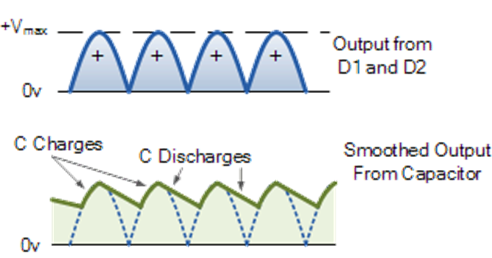 +Vmax
Output from
D1 and D2
+ + + +
0v
C Charges
C Discharges
Smoothed Output
From Capacitor
0v